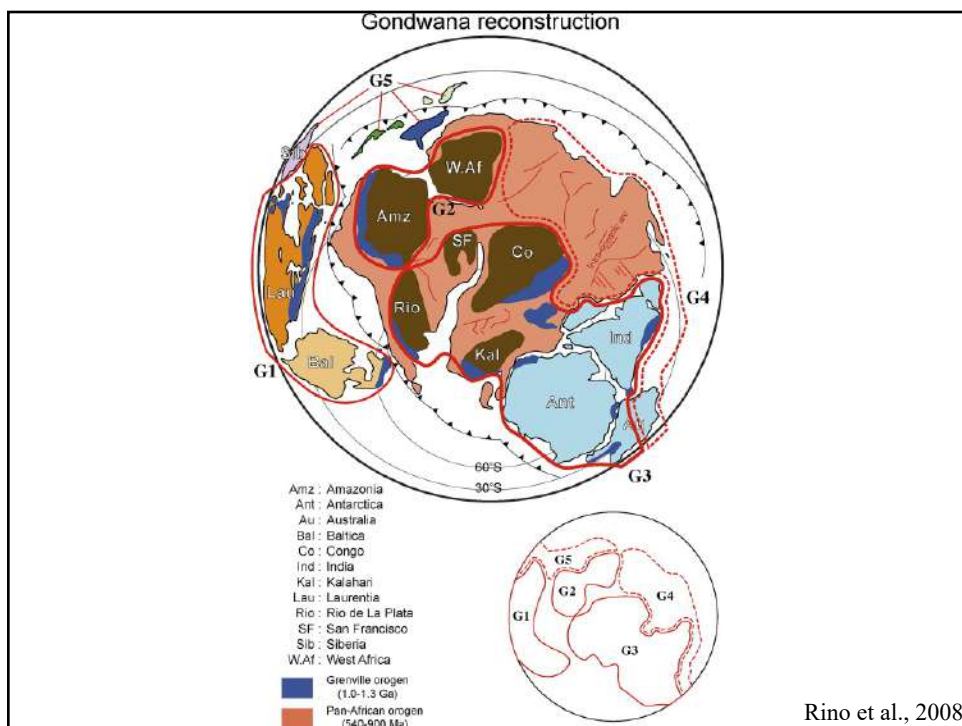 Gondwana reconstruction
G5
Sib
W.Af
Amz
G2
SF
Co
Lau
Rio
G4
Ind
G1
Bal
Kal
Ant
60°S
G3
30°S
Amz : Amazonia
Ant : Antarctica
Au : Australia
Bal : Baltica
Co : Congo
Ind : India
Kal : Kalahari
Lau : Laurentia
Rio : Rio de La Plata
SF : San Francisco
Sib : Siberia
W.Af : West Africa
Grenville orogen
(1.0-1.3 Ga)
Pan-African orogen
(540-900 Ma)
G5
G2
G4
G1
G3
Rino et al., 2008